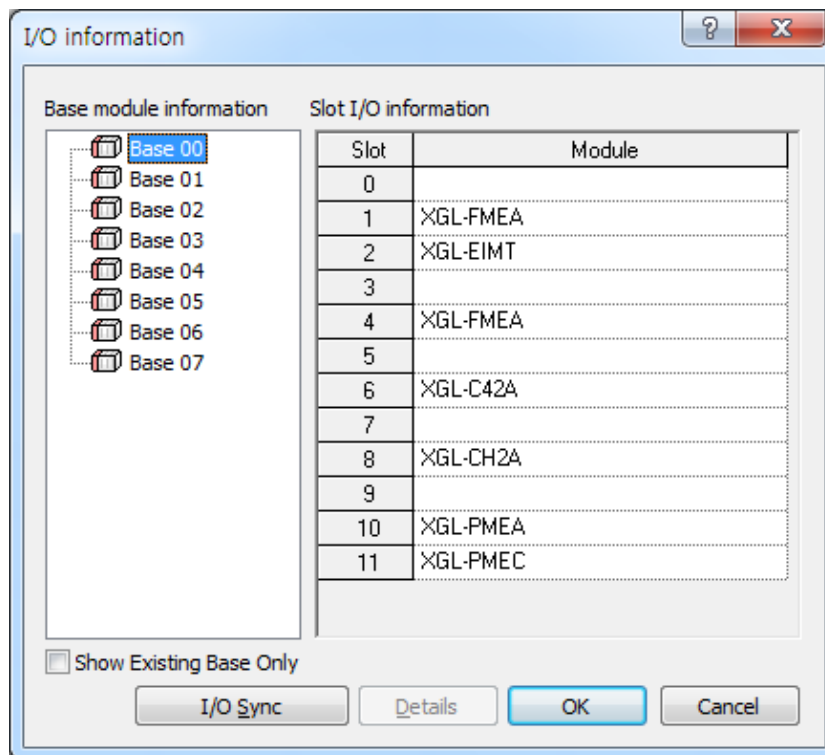 I/O information
Base module information
Slot I/O information
Base 00
Base 01
Base 02
Base 03
Base 04
Base 05
Base 06
Base 07
Slot Module
0
1 XGL-FMEA
2 XGL-EIMT
3
4 XGL-FMEA
5
6 XGL-C42A
7
8 XGL-CH2A
9
10 XGL-PMEA
11 XGL-PMEC
Show Existing Base Only
I/O Sync Details OK Cancel